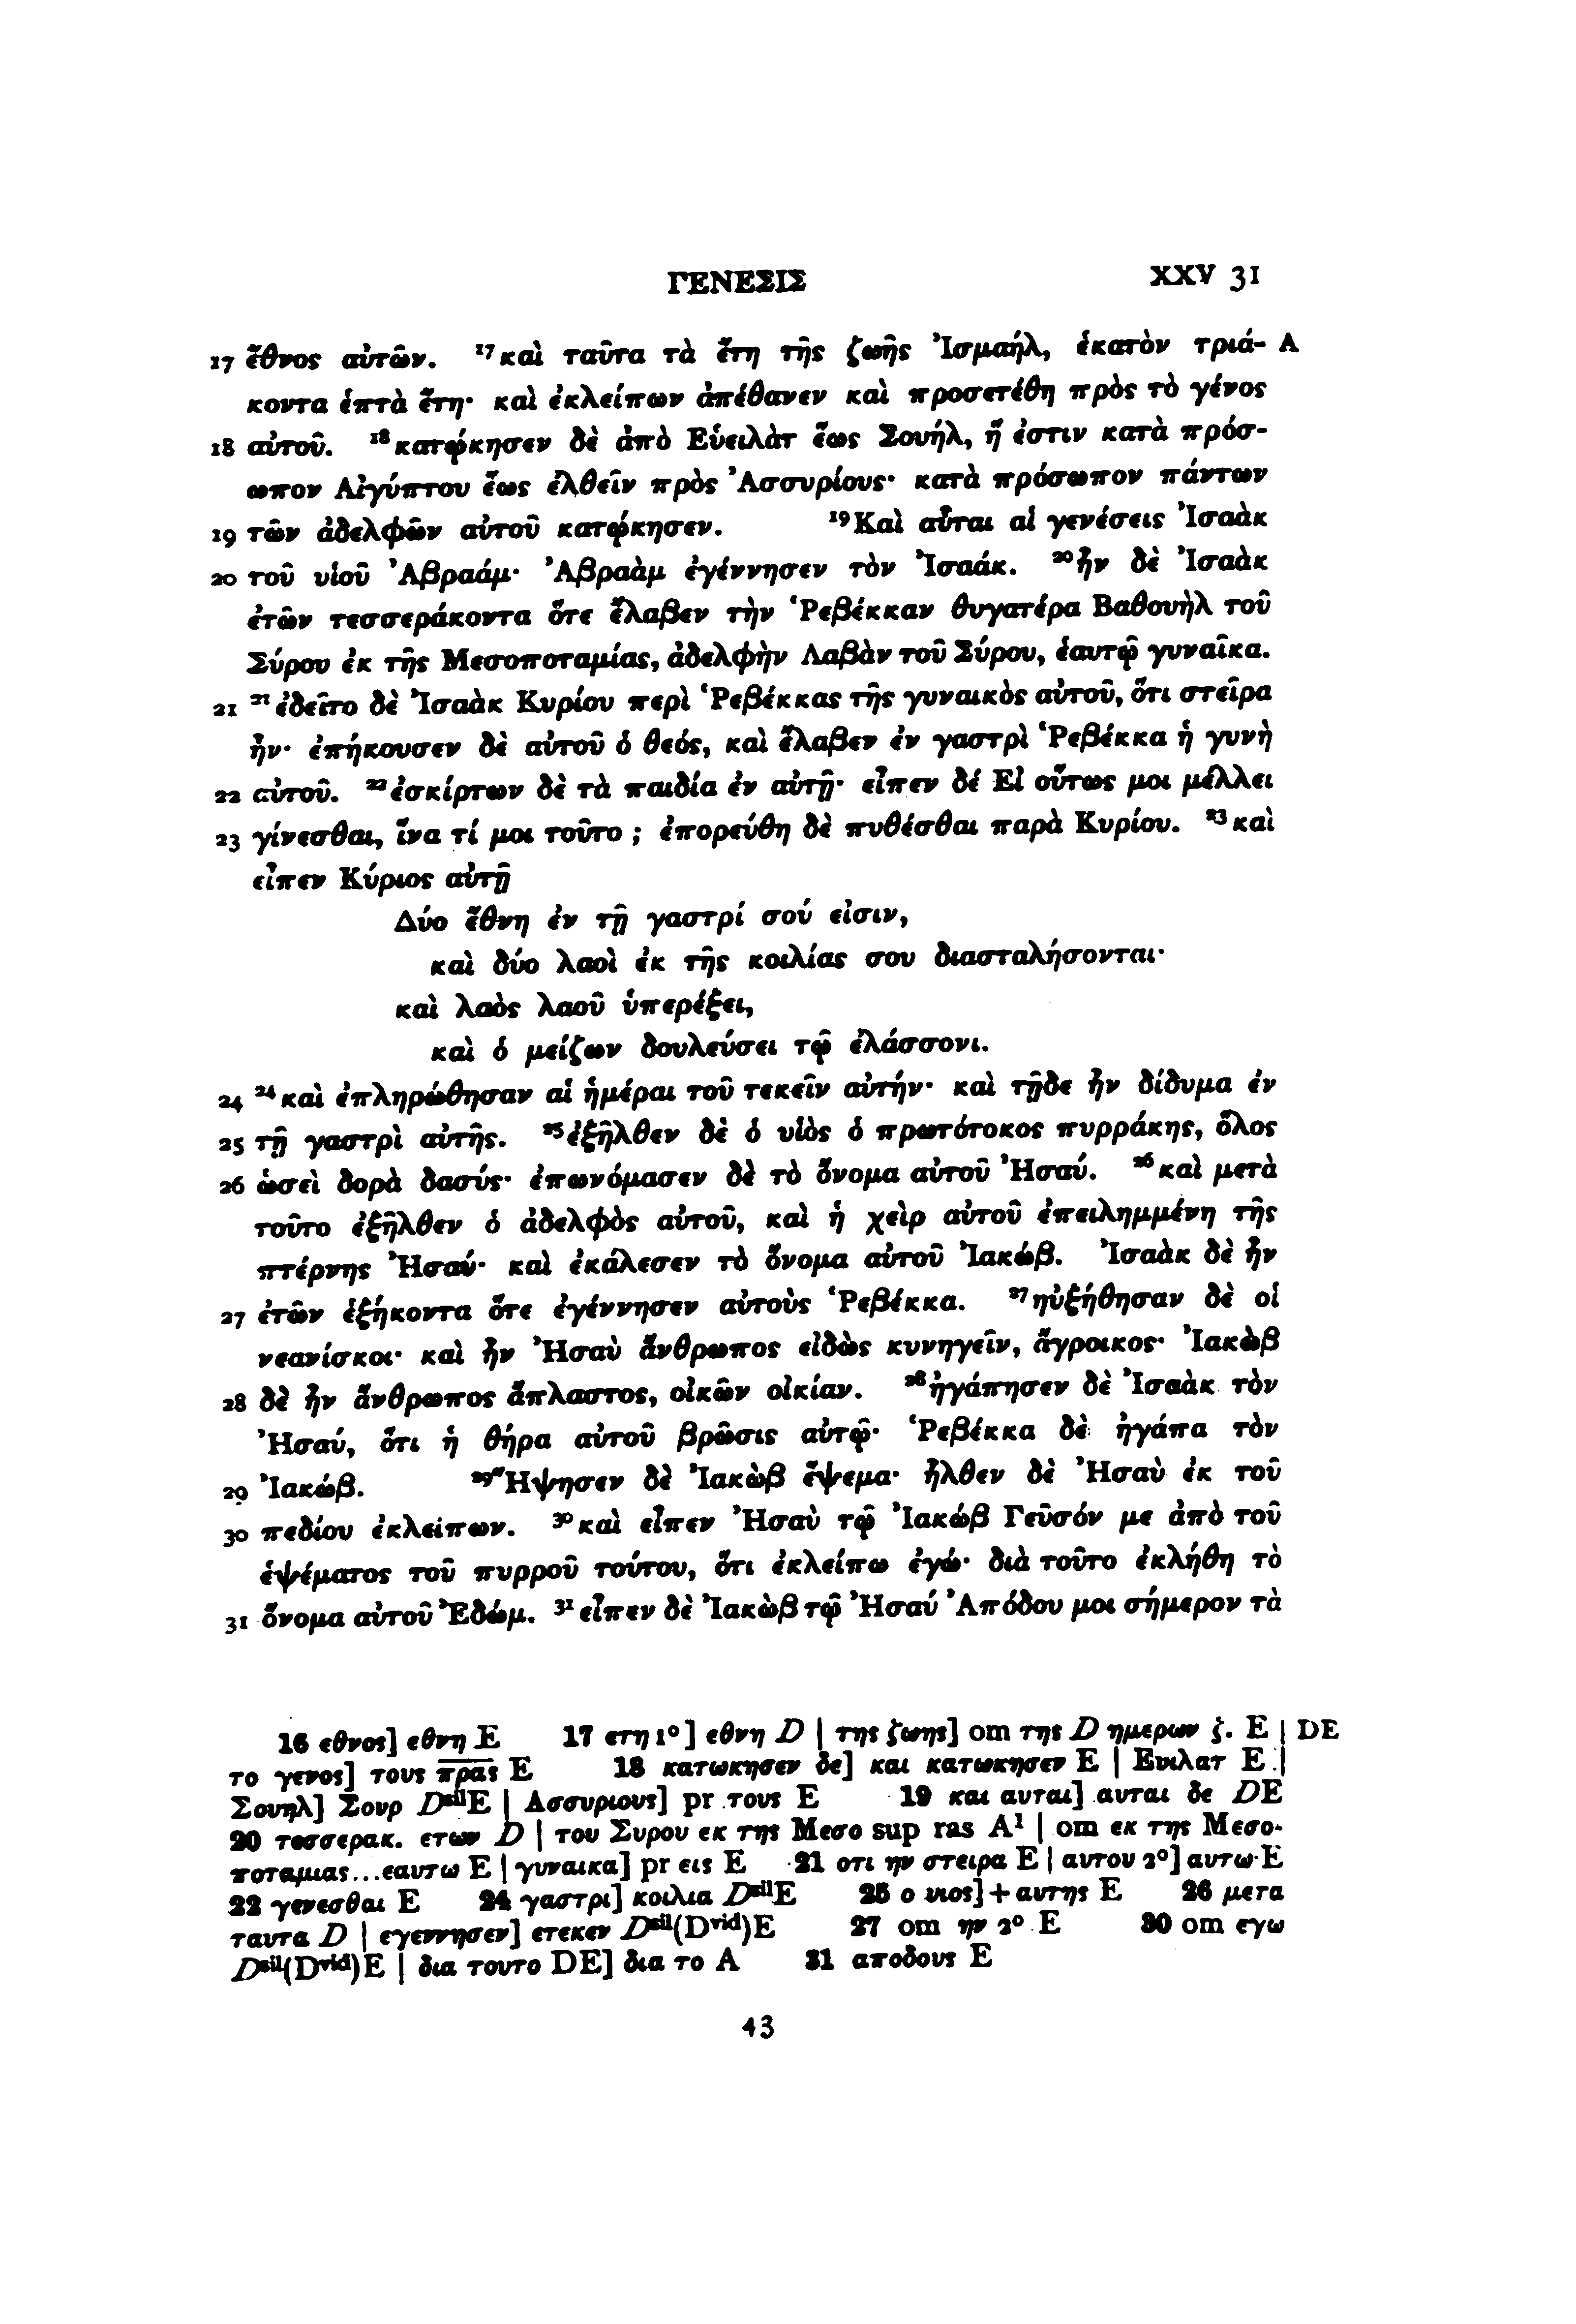 ΓΕΝΕΣΙΣ XXV 31
17 ἔθνος αὐτῶν. ¹⁷καὶ ταῦτα τὰ ἔτη τῆς ζωῆς Ἰσμαήλ, ἑκατὸν τριά- A
κοντα ἑπτὰ ἔτη· καὶ ἐκλείπων ἀπέθανεν καὶ προσετέθη πρὸς τὸ γένος
18 αὐτοῦ. ¹⁸κατῴκησεν δὲ ἀπὸ Εὑειλὰτ ἕως Σουήλ, ἥ ἐστιν κατὰ πρόσ-
ωπον Αἰγύπτου ἕως ἐλθεῖν πρὸς Ἀσσυρίους· κατὰ πρόσωπον πάντων
19 τῶν ἀδελφῶν αὐτοῦ κατῴκησεν. ¹⁹Καὶ αὗται αἱ γενέσεις Ἰσαὰκ
20 τοῦ υἱοῦ Ἀβραάμ· Ἀβραὰμ ἐγέννησεν τὸν Ἰσαάκ. ²⁰ἦν δὲ Ἰσαὰκ
ἐτῶν τεσσεράκοντα ὅτε ἔλαβεν τὴν Ῥεβέκκαν θυγατέρα Βαθουὴλ τοῦ
Σύρου ἐκ τῆς Μεσοποταμίας, ἀδελφὴν Λαβὰν τοῦ Σύρου, ἑαυτῷ γυναῖκα.
21 ²¹ἐδεῖτο δὲ Ἰσαὰκ Κυρίου περὶ Ῥεβέκκας τῆς γυναικὸς αὐτοῦ, ὅτι στεῖρα
ἦν· ἐπήκουσεν δὲ αὐτοῦ ὁ θεός, καὶ ἔλαβεν ἐν γαστρὶ Ῥεβέκκα ἡ γυνὴ
22 αὐτοῦ. ²²ἐσκίρτων δὲ τὰ παιδία ἐν αὐτῇ· εἶπεν δέ Εἰ οὕτως μοι μέλλει
23 γίνεσθαι, ἵνα τί μοι τοῦτο ; ἐπορεύθη δὲ πυθέσθαι παρὰ Κυρίου. ²³καὶ
εἶπεν Κύριος αὐτῇ
Δύο ἔθνη ἐν τῇ γαστρί σού εἰσιν,
καὶ δύο λαοὶ ἐκ τῆς κοιλίας σου διασταλήσονται·
καὶ λαὸς λαοῦ ὑπερέξει,
καὶ ὁ μείζων δουλεύσει τῷ ἐλάσσονι.
24 ²⁴καὶ ἐπληρώθησαν αἱ ἡμέραι τοῦ τεκεῖν αὐτήν· καὶ τῇδε ἦν δίδυμα ἐν
25 τῇ γαστρὶ αὐτῆς. ²⁵ἐξῆλθεν δὲ ὁ υἱὸς ὁ πρωτότοκος πυρράκης, ὅλος
26 ὡσεὶ δορὰ δασύς· ἐπωνόμασεν δὲ τὸ ὄνομα αὐτοῦ Ἡσαύ. ²⁶καὶ μετὰ
τοῦτο ἐξῆλθεν ὁ ἀδελφὸς αὐτοῦ, καὶ ἡ χεὶρ αὐτοῦ ἐπειλημμένη τῆς
πτέρνης Ἡσαύ· καὶ ἐκάλεσεν τὸ ὄνομα αὐτοῦ Ἰακώβ. Ἰσαὰκ δὲ ἦν
27 ἐτῶν ἑξήκοντα ὅτε ἐγέννησεν αὐτοὺς Ῥεβέκκα. ²⁷ηὐξήθησαν δὲ οἱ
νεανίσκοι· καὶ ἦν Ἠσαὺ ἄνθρωπος εἰδὼς κυνηγεῖν, ἄγροικος· Ἰακὼβ
28 δὲ ἦν ἄνθρωπος ἄπλαστος, οἰκῶν οἰκίαν. ²⁸ἠγάπησεν δὲ Ἰσαὰκ τὸν
Ἠσαύ, ὅτι ἡ θήρα αὐτοῦ βρῶσις αὐτῷ· Ῥεβέκκα δὲ ἠγάπα τὸν
29 Ἰακώβ. ²⁹Ἥψησεν δὲ Ἰακὼβ ἕψεμα· ἦλθεν δὲ Ἠσαὺ ἐκ τοῦ
30 πεδίου ἐκλείπων. ³⁰καὶ εἶπεν Ἠσαὺ τῷ Ἰακώβ Γεῦσόν με ἀπὸ τοῦ
ἑψέματος τοῦ πυρροῦ τούτου, ὅτι ἐκλείπω ἐγώ· διὰ τοῦτο ἐκλήθη τὸ
31 ὄνομα αὐτοῦ Ἐδώμ. ³¹εἶπεν δὲ Ἰακὼβ τῷ Ἠσαύ Ἀπόδου μοι σήμερον τὰ
16 εθνος] εθνη E 17 ετη 1°] εθνη D | της ζωης] om της D ημερων ζ. E | DE
το γενος] τους π̅ρ̅α̅ς̅ E 18 κατωκησεν δε] και κατωκησεν E | Ευιλατ E |
Σουηλ] Σουρ Dˢⁱˡ E | Ασσυριους] pr τους E 19 και αυται] αυται δε DE
20 τεσσερακ. ετων D | του Συρου εκ της Μεσο sup ras A¹ | om εκ της Μεσο-
ποταμιας...εαυτω E | γυναικα] pr εις E 21 οτι ην στειρα E | αυτου 2°] αυτω E
22 γενεσθαι E 24 γαστρι] κοιλια Dˢⁱˡ E 25 ο υιος] + αυτης E 26 μετα
ταυτα D | εγεννησεν] ετεκεν Dˢⁱˡ(Dᵛⁱᵈ) E 27 om ην 2° E 30 om εγω
Dˢⁱˡ(Dᵛⁱᵈ) E | δια τουτο DE] δια το A 31 αποδους E
43